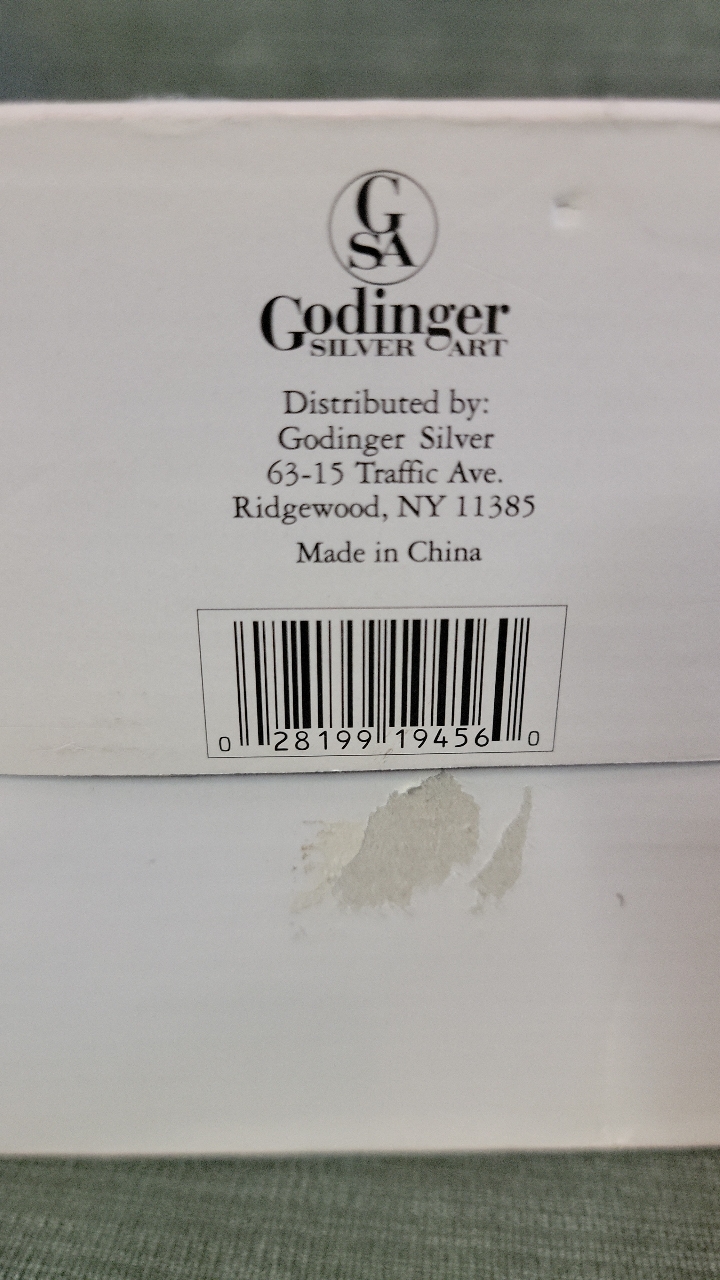 G
SA
Godinger
SILVER ART
Distributed by:
Godinger Silver
63-15 Traffic Ave.
Ridgewood, NY 11385
Made in China
0 28199 19456 0